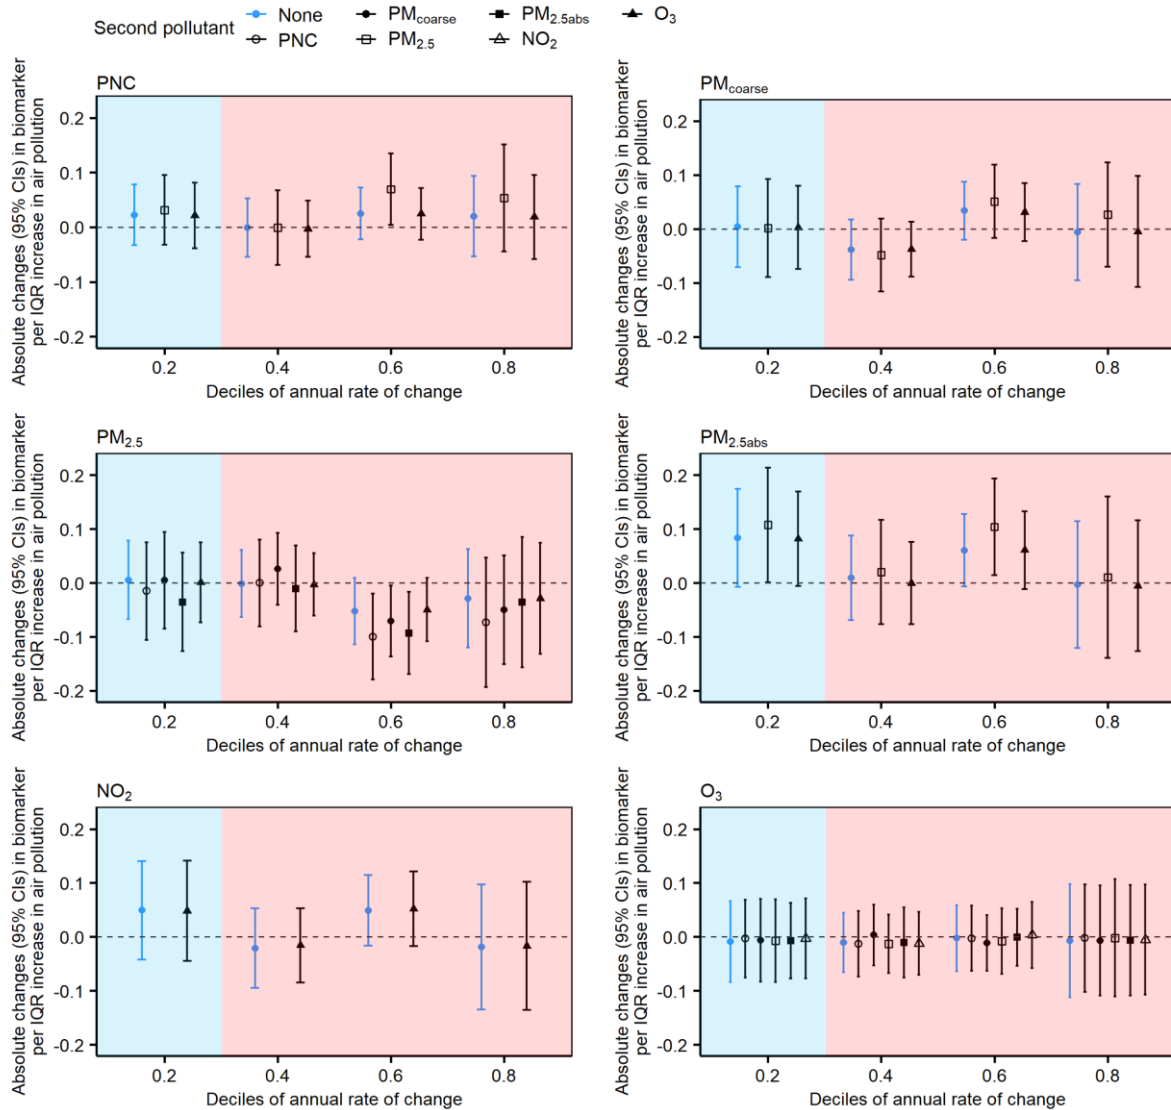 Second pollutant
None
PNC
PMcoarse
PM2.5
PM2.5abs
NO2
O3
PNC
Absolute changes (95% CIs) in biomarker
per IQR increase in air pollution
0.2
0.1
0.0
-0.1
-0.2
0.2 0.4 0.6 0.8
Deciles of annual rate of change
PMcoarse
Absolute changes (95% CIs) in biomarker
per IQR increase in air pollution
0.2
0.1
0.0
-0.1
-0.2
0.2 0.4 0.6 0.8
Deciles of annual rate of change
PM2.5
Absolute changes (95% CIs) in biomarker
per IQR increase in air pollution
0.2
0.1
0.0
-0.1
-0.2
0.2 0.4 0.6 0.8
Deciles of annual rate of change
PM2.5abs
Absolute changes (95% CIs) in biomarker
per IQR increase in air pollution
0.2
0.1
0.0
-0.1
-0.2
0.2 0.4 0.6 0.8
Deciles of annual rate of change
NO2
Absolute changes (95% CIs) in biomarker
per IQR increase in air pollution
0.2
0.1
0.0
-0.1
-0.2
0.2 0.4 0.6 0.8
Deciles of annual rate of change
O3
Absolute changes (95% CIs) in biomarker
per IQR increase in air pollution
0.2
0.1
0.0
-0.1
-0.2
0.2 0.4 0.6 0.8
Deciles of annual rate of change